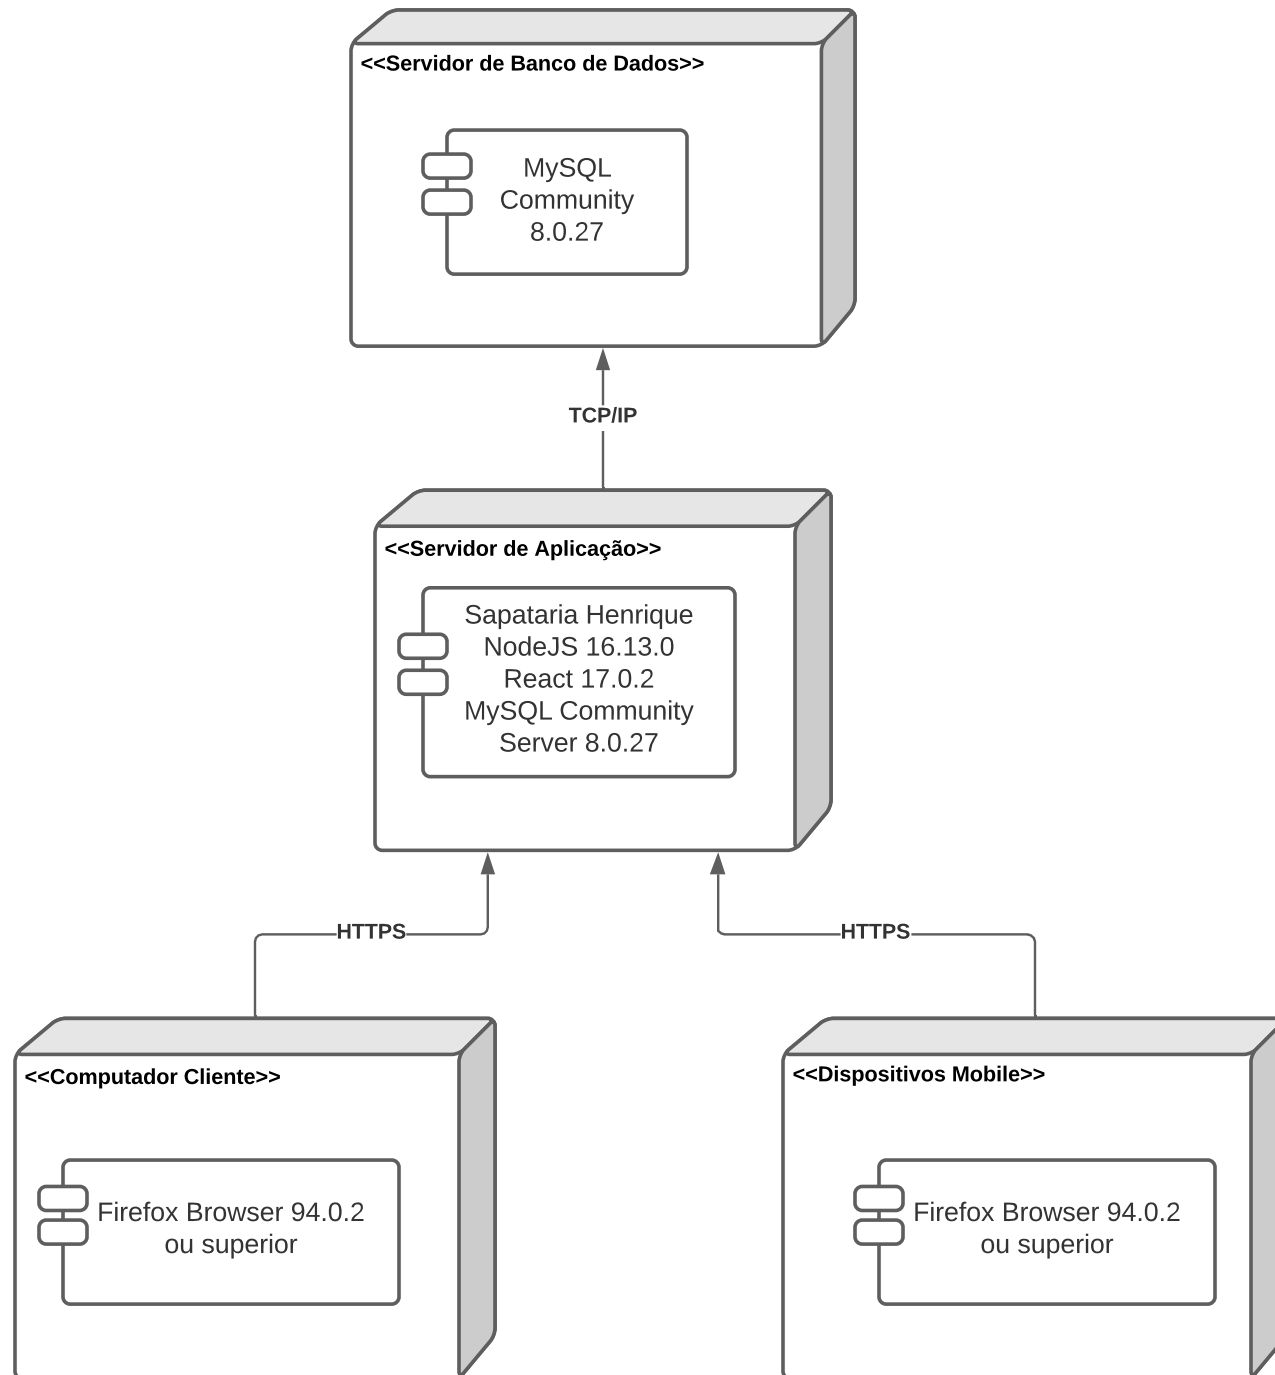 <<Servidor de Banco de Dados>>
MySQL
Community
8.0.27
TCP/IP
<<Servidor de Aplicação>>
Sapataria Henrique
NodeJS 16.13.0
React 17.0.2
MySQL Community
Server 8.0.27
HTTPS
HTTPS
<<Computador Cliente>>
Firefox Browser 94.0.2
ou superior
<<Dispositivos Mobile>>
Firefox Browser 94.0.2
ou superior